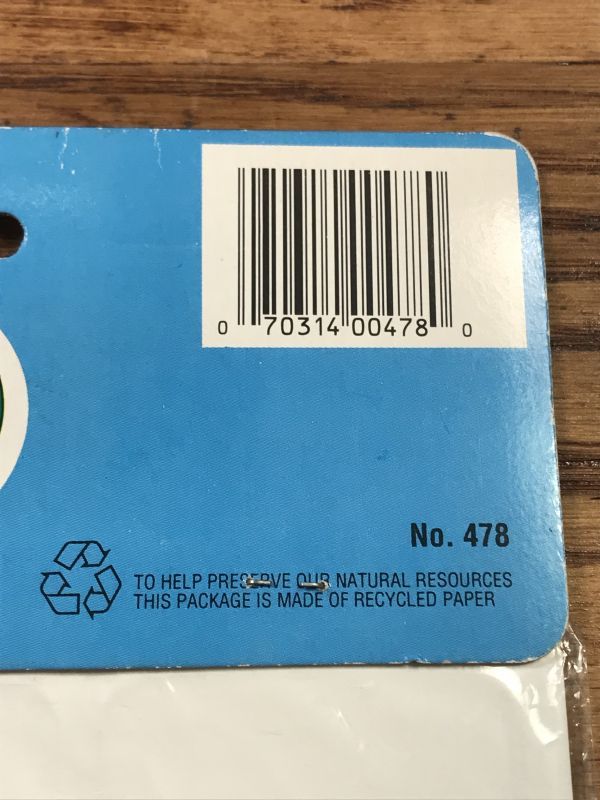 0 70314 00478 0
No. 478
TO HELP PRESERVE OUR NATURAL RESOURCES
THIS PACKAGE IS MADE OF RECYCLED PAPER